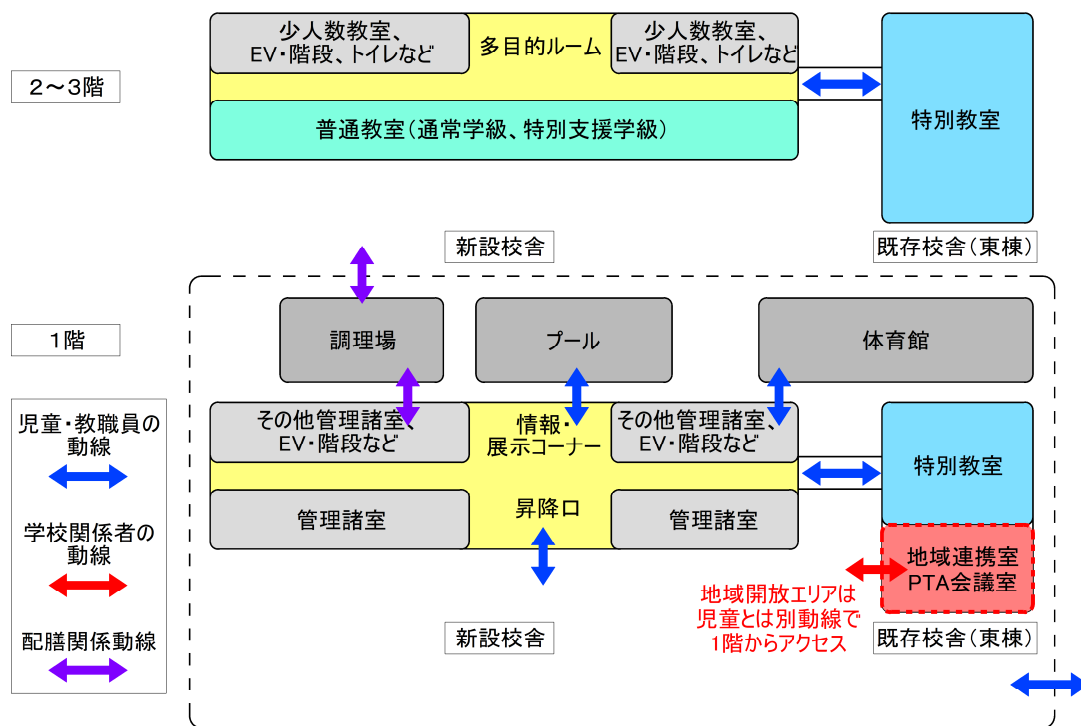 少人数教室、
EV・階段、トイレなど
多目的ルーム
少人数教室、
EV・階段、トイレなど
2～3階
普通教室(通常学級、特別支援学級)
特別教室
新設校舎
既存校舎(東棟)
1階
調理場
プール
体育館
児童・教職員の
動線
学校関係者の
動線
配膳関係動線
その他管理諸室、
EV・階段など
情報・
展示コーナー
その他管理諸室、
EV・階段など
特別教室
管理諸室
昇降口
管理諸室
地域連携室
PTA会議室
地域開放エリアは
児童とは別動線で
1階からアクセス
新設校舎
既存校舎(東棟)